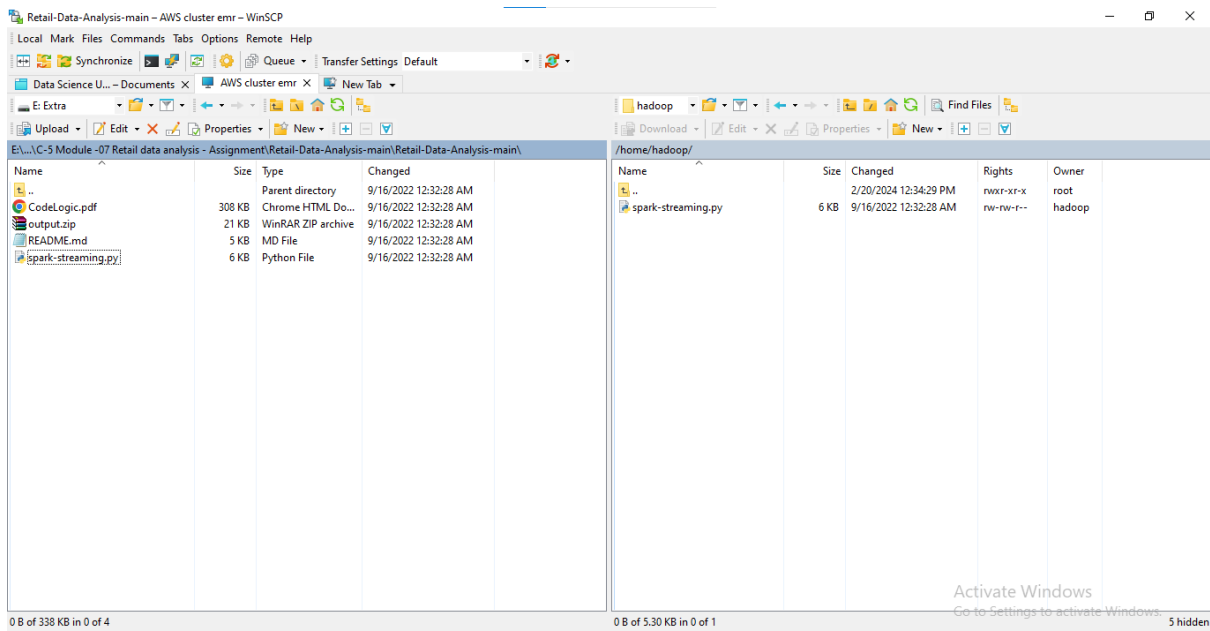 Retail-Data-Analysis-main – AWS cluster emr – WinSCP
Local Mark Files Commands Tabs Options Remote Help
Synchronize Queue Transfer Settings Default
Data Science U... – Documents AWS cluster emr New Tab
E: Extra hadoop Find Files
Upload Edit Properties New Download Edit Properties New
E:\...\C-5 Module -07 Retail data analysis - Assignment\Retail-Data-Analysis-main\Retail-Data-Analysis-main\ /home/hadoop/
Name Size Type Changed Name Size Changed Rights Owner
.. Parent directory 9/16/2022 12:32:28 AM .. 2/20/2024 12:34:29 PM rwxr-xr-x root
CodeLogic.pdf 308 KB Chrome HTML Do... 9/16/2022 12:32:28 AM spark-streaming.py 6 KB 9/16/2022 12:32:28 AM rw-rw-r-- hadoop
output.zip 21 KB WinRAR ZIP archive 9/16/2022 12:32:28 AM
README.md 5 KB MD File 9/16/2022 12:32:28 AM
spark-streaming.py 6 KB Python File 9/16/2022 12:32:28 AM
Activate Windows
Go to Settings to activate Windows.
0 B of 338 KB in 0 of 4 0 B of 5.30 KB in 0 of 1 5 hidden